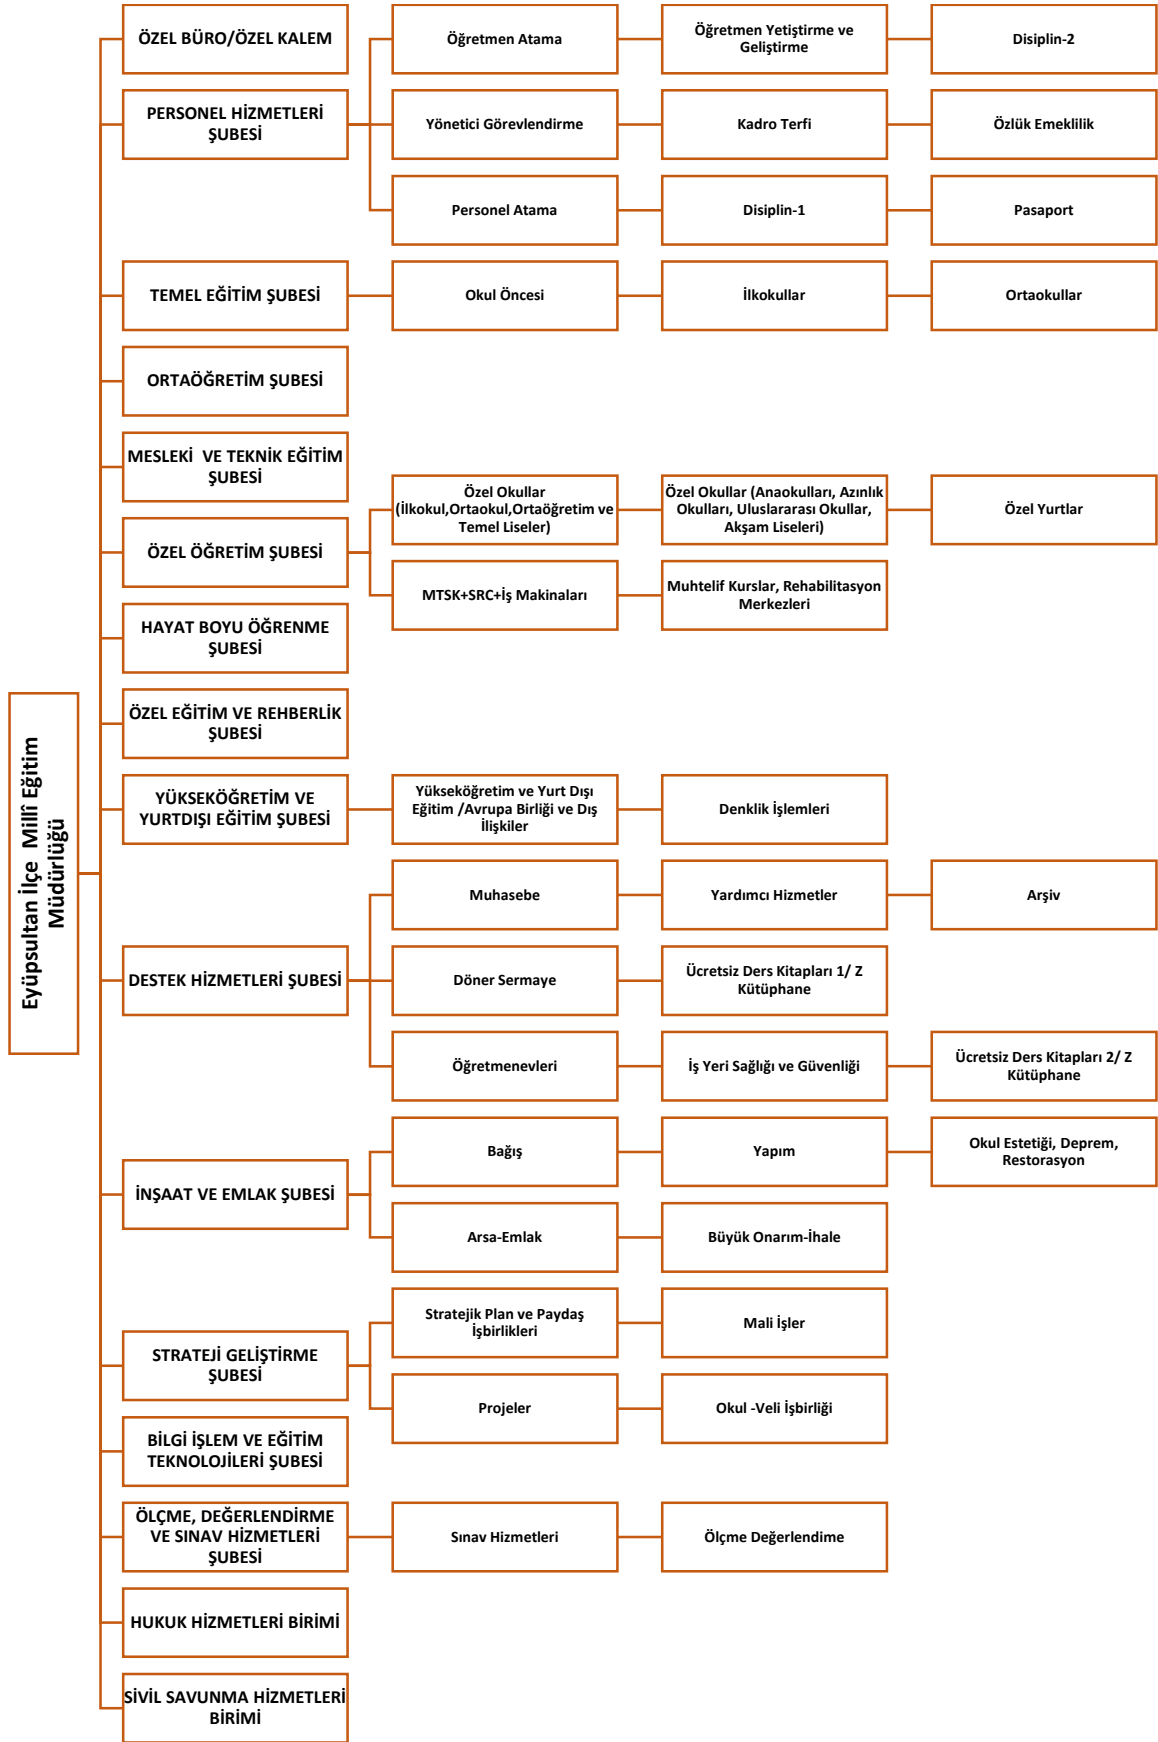 ÖZEL BÜRO/ÖZEL KALEM
Öğretmen Atama
Öğretmen Yetiştirme ve
Geliştirme
Disiplin-2
PERSONEL HİZMETLERİ
ŞUBESİ
Yönetici Görevlendirme
Kadro Terfi
Özlük Emeklilik
Personel Atama
Disiplin-1
Pasaport
TEMEL EĞİTİM ŞUBESİ
Okul Öncesi
İlkokullar
Ortaokullar
ORTAÖĞRETİM ŞUBESİ
MESLEKİ  VE TEKNİK EĞİTİM
ŞUBESİ
Özel Okullar
(İlkokul,Ortaokul,Ortaöğretim ve
Temel Liseler)
Özel Okullar (Anaokulları, Azınlık
Okulları, Uluslararası Okullar,
Akşam Liseleri)
Özel Yurtlar
ÖZEL ÖĞRETİM ŞUBESİ
MTSK+SRC+İş Makinaları
Muhtelif Kurslar, Rehabilitasyon
Merkezleri
HAYAT BOYU ÖĞRENME
ŞUBESİ
ÖZEL EĞİTİM VE REHBERLİK
ŞUBESİ
Eyüpsultan İlçe  Millî Eğitim
Müdürlüğü
YÜKSEKÖĞRETİM VE
YURTDIŞI EĞİTİM ŞUBESİ
Yükseköğretim ve Yurt Dışı
Eğitim /Avrupa Birliği ve Dış
İlişkiler
Denklik İşlemleri
Muhasebe
Yardımcı Hizmetler
Arşiv
DESTEK HİZMETLERİ ŞUBESİ
Döner Sermaye
Ücretsiz Ders Kitapları 1/ Z
Kütüphane
Öğretmenevleri
İş Yeri Sağlığı ve Güvenliği
Ücretsiz Ders Kitapları 2/ Z
Kütüphane
Bağış
Yapım
Okul Estetiği, Deprem,
Restorasyon
İNŞAAT VE EMLAK ŞUBESİ
Arsa-Emlak
Büyük Onarım-İhale
Stratejik Plan ve Paydaş
İşbirlikleri
Mali İşler
STRATEJİ GELİŞTİRME
ŞUBESİ
Projeler
Okul -Veli İşbirliği
BİLGİ İŞLEM VE EĞİTİM
TEKNOLOJİLERİ ŞUBESİ
ÖLÇME, DEĞERLENDİRME
VE SINAV HİZMETLERİ
ŞUBESİ
Sınav Hizmetleri
Ölçme Değerlendime
HUKUK HİZMETLERİ BİRİMİ
SİVİL SAVUNMA HİZMETLERİ
BİRİMİ